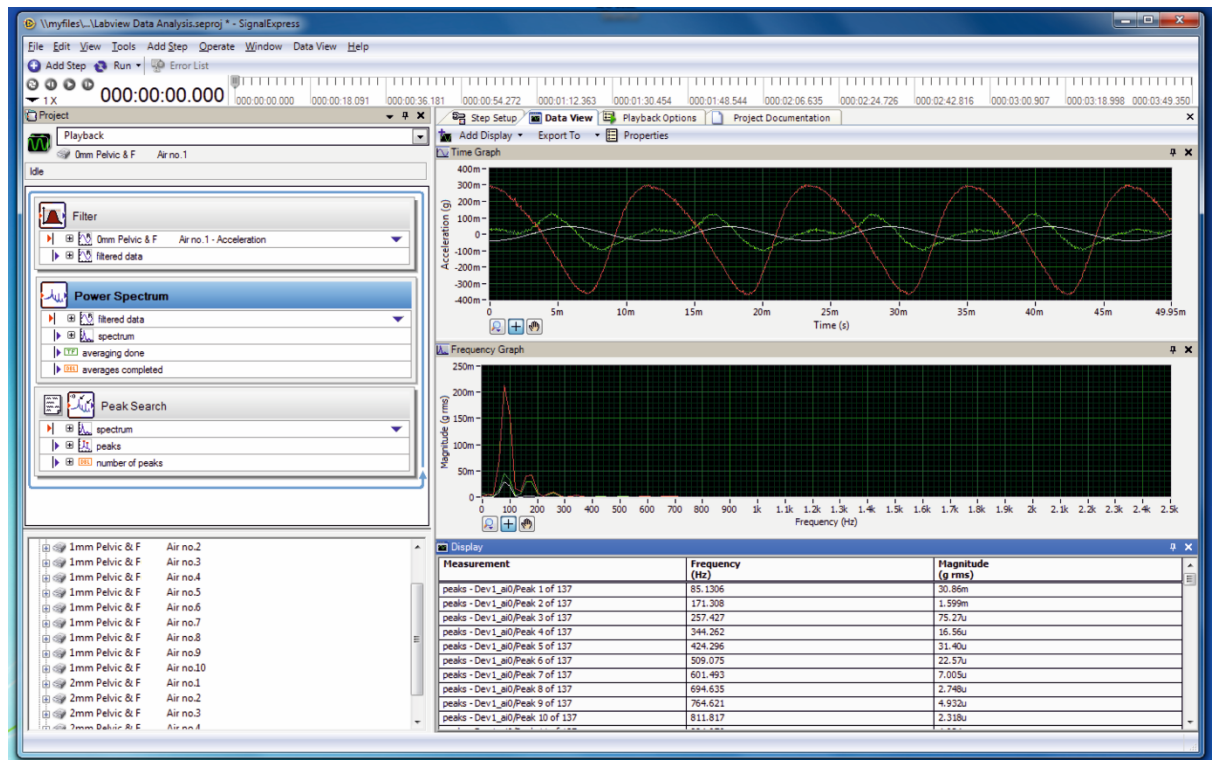 \\myfiles\...\Labview Data Analysis.seproj * - SignalExpress
File Edit View Tools Add Step Operate Window Data View Help
Add Step Run Error List
1 X 000:00:00.000
000:00:00.000 000:00:18.091 000:00:36.181 000:00:54.272 000:01:12.363 000:01:30.454 000:01:48.544 000:02:06.635 000:02:24.726 000:02:42.816 000:03:00.907 000:03:18.998 000:03:49.350
Project
Playback
0mm Pelvic & F Air no.1
Idle
Filter
0mm Pelvic & F Air no.1 - Acceleration
filtered data
Power Spectrum
filtered data
spectrum
averaging done
averages completed
Peak Search
spectrum
peaks
number of peaks
1mm Pelvic & F Air no.2
1mm Pelvic & F Air no.3
1mm Pelvic & F Air no.4
1mm Pelvic & F Air no.5
1mm Pelvic & F Air no.6
1mm Pelvic & F Air no.7
1mm Pelvic & F Air no.8
1mm Pelvic & F Air no.9
1mm Pelvic & F Air no.10
2mm Pelvic & F Air no.1
2mm Pelvic & F Air no.2
2mm Pelvic & F Air no.3
2mm Pelvic & F Air no.4
Step Setup Data View Playback Options Project Documentation
Add Display Export To Properties
Time Graph
Acceleration (g)
400m
300m
200m
100m
0
-100m
-200m
-300m
-400m
0 5m 10m 15m 20m 25m 30m 35m 40m 45m 49.95m
Time (s)
Frequency Graph
Magnitude (g rms)
250m
200m
150m
100m
50m
0
0 100 200 300 400 500 600 700 800 900 1k 1.1k 1.2k 1.3k 1.4k 1.5k 1.6k 1.7k 1.8k 1.9k 2k 2.1k 2.2k 2.3k 2.4k 2.5k
Frequency (Hz)
Display
Measurement Frequency (Hz) Magnitude (g rms)
peaks - Dev1_ai0/Peak 1 of 137 85.1306 30.86m
peaks - Dev1_ai0/Peak 2 of 137 171.308 1.599m
peaks - Dev1_ai0/Peak 3 of 137 257.427 75.27u
peaks - Dev1_ai0/Peak 4 of 137 344.262 16.56u
peaks - Dev1_ai0/Peak 5 of 137 424.296 31.40u
peaks - Dev1_ai0/Peak 6 of 137 509.075 22.57u
peaks - Dev1_ai0/Peak 7 of 137 601.493 7.005u
peaks - Dev1_ai0/Peak 8 of 137 694.635 2.748u
peaks - Dev1_ai0/Peak 9 of 137 764.621 4.932u
peaks - Dev1_ai0/Peak 10 of 137 811.817 2.318u